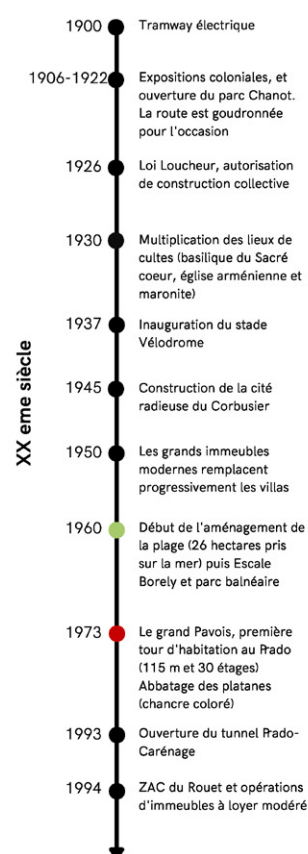 1900 Tramway électrique
1906-1922 Expositions coloniales, et
ouverture du parc Chanot.
La route est goudronnée
pour l'occasion
1926 Loi Loucheur, autorisation
de construction collective
1930 Multiplication des lieux de
cultes (basilique du Sacré
coeur, église arménienne et
maronite)
1937 Inauguration du stade
Vélodrome
XX eme siècle
1945 Construction de la cité
radieuse du Corbusier
1950 Les grands immeubles
modernes remplacent
progressivement les villas
1960 Début de l'aménagement de
la plage (26 hectares pris
sur la mer) puis Escale
Borely et parc balnéaire
1973 Le grand Pavois, première
tour d'habitation au Prado
(115 m et 30 étages)
Abbatage des platanes
(chancre coloré)
1993 Ouverture du tunnel Prado-
Carénage
1994 ZAC du Rouet et opérations
d'immeubles à loyer modéré